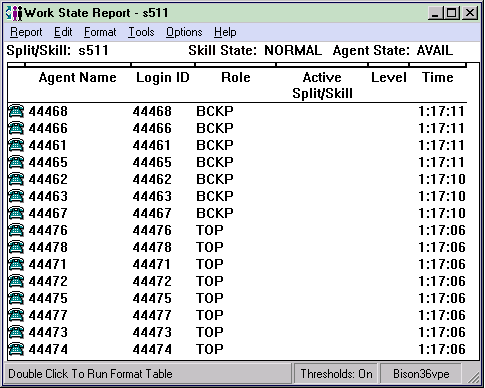 Work State Report - s511
Report Edit Format Tools Options Help
Split/Skill: s511 Skill State: NORMAL Agent State: AVAIL
Agent Name Login ID Role Active Split/Skill Level Time
44468 44468 BCKP 1:17:11
44466 44466 BCKP 1:17:11
44461 44461 BCKP 1:17:11
44465 44465 BCKP 1:17:11
44462 44462 BCKP 1:17:10
44463 44463 BCKP 1:17:10
44467 44467 BCKP 1:17:10
44476 44476 TOP 1:17:06
44478 44478 TOP 1:17:06
44471 44471 TOP 1:17:06
44472 44472 TOP 1:17:06
44475 44475 TOP 1:17:06
44477 44477 TOP 1:17:06
44473 44473 TOP 1:17:06
44474 44474 TOP 1:17:06
Double Click To Run Format Table Thresholds: On Bison36vpe